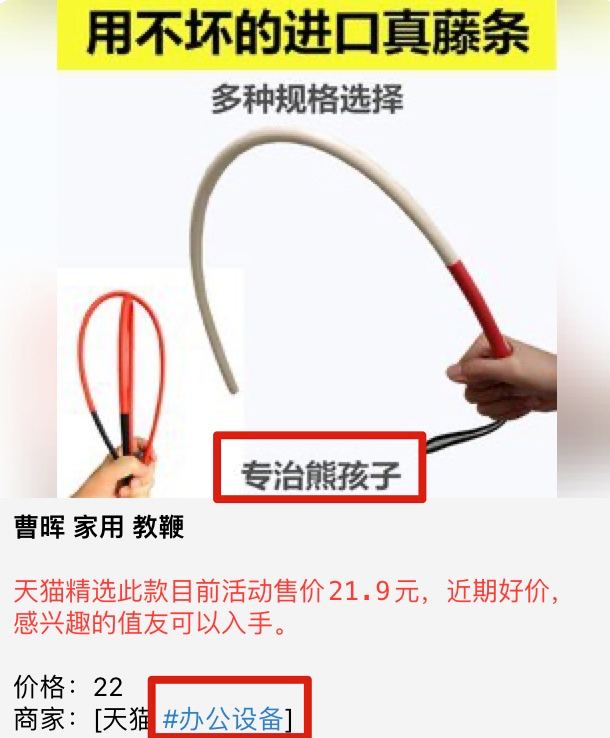 用不坏的进口真藤条
多种规格选择
专治熊孩子
曹晖 家用 教鞭
天猫精选此款目前活动售价21.9元，近期好价，
感兴趣的值友可以入手。
价格：22
商家：[天猫 #办公设备]